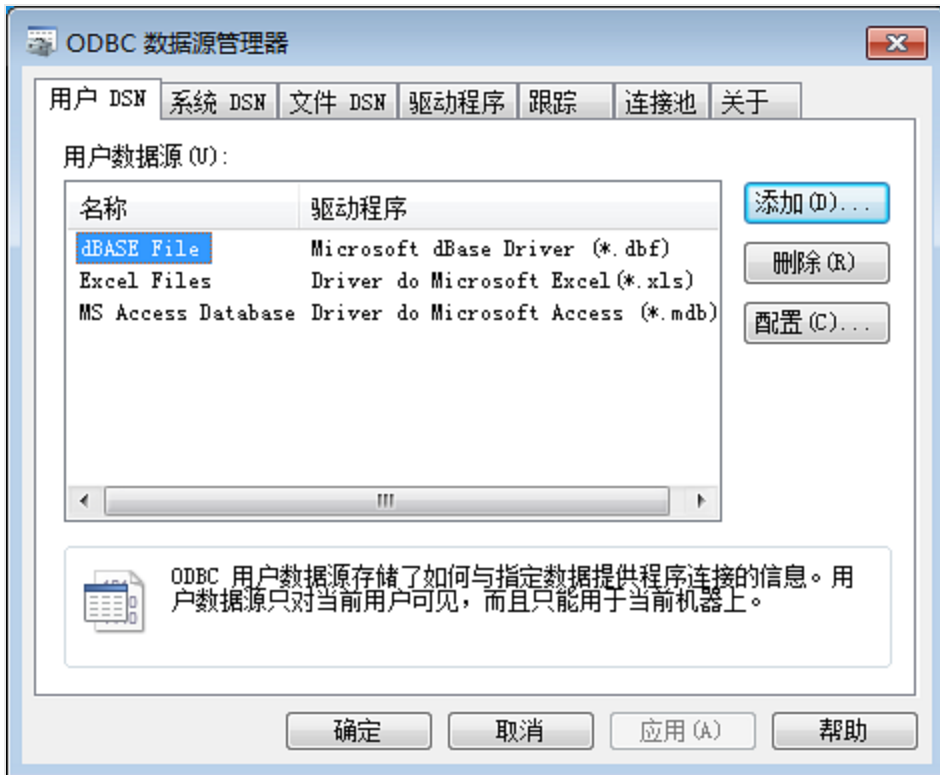 ODBC 数据源管理器
用户 DSN 系统 DSN 文件 DSN 驱动程序 跟踪 连接池 关于
用户数据源(U):
名称 驱动程序
添加(D)...
dBASE File Microsoft dBase Driver (*.dbf)
删除(R)
Excel Files Driver do Microsoft Excel(*.xls)
MS Access Database Driver do Microsoft Access (*.mdb)
配置(C)...
ODBC 用户数据源存储了如何与指定数据提供程序连接的信息。用
户数据源只对当前用户可见，而且只能用于当前机器上。
确定 取消 应用(A) 帮助